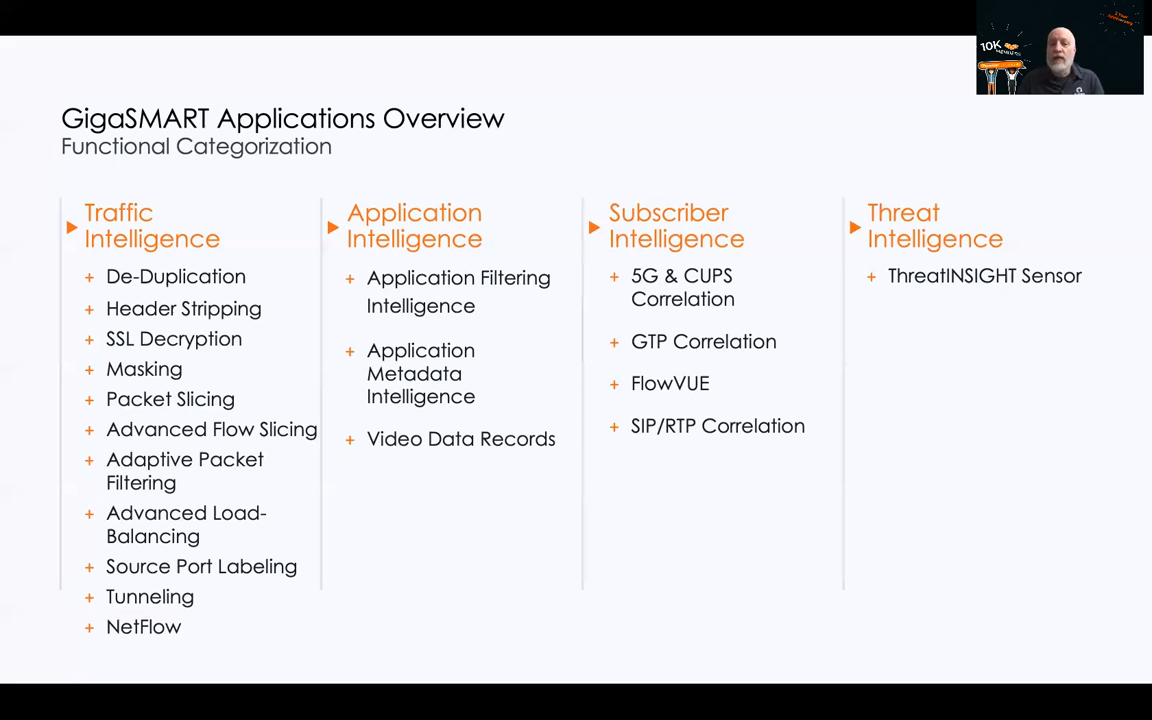 10K
GigaSMART Applications Overview
Functional Categorization
Traffic
Intelligence
+ De-Duplication
+ Header Stripping
+ SSL Decryption
+ Masking
+ Packet Slicing
+ Advanced Flow Slicing
+ Adaptive Packet
Filtering
+ Advanced Load-
Balancing
+ Source Port Labeling
+ Tunneling
+ NetFlow
Application
Intelligence
+ Application Filtering
Intelligence
+ Application
Metadata
Intelligence
+ Video Data Records
Subscriber
Intelligence
+ 5G & CUPS
Correlation
+ GTP Correlation
+ FlowVUE
+ SIP/RTP Correlation
Threat
Intelligence
+ ThreatINSIGHT Sensor